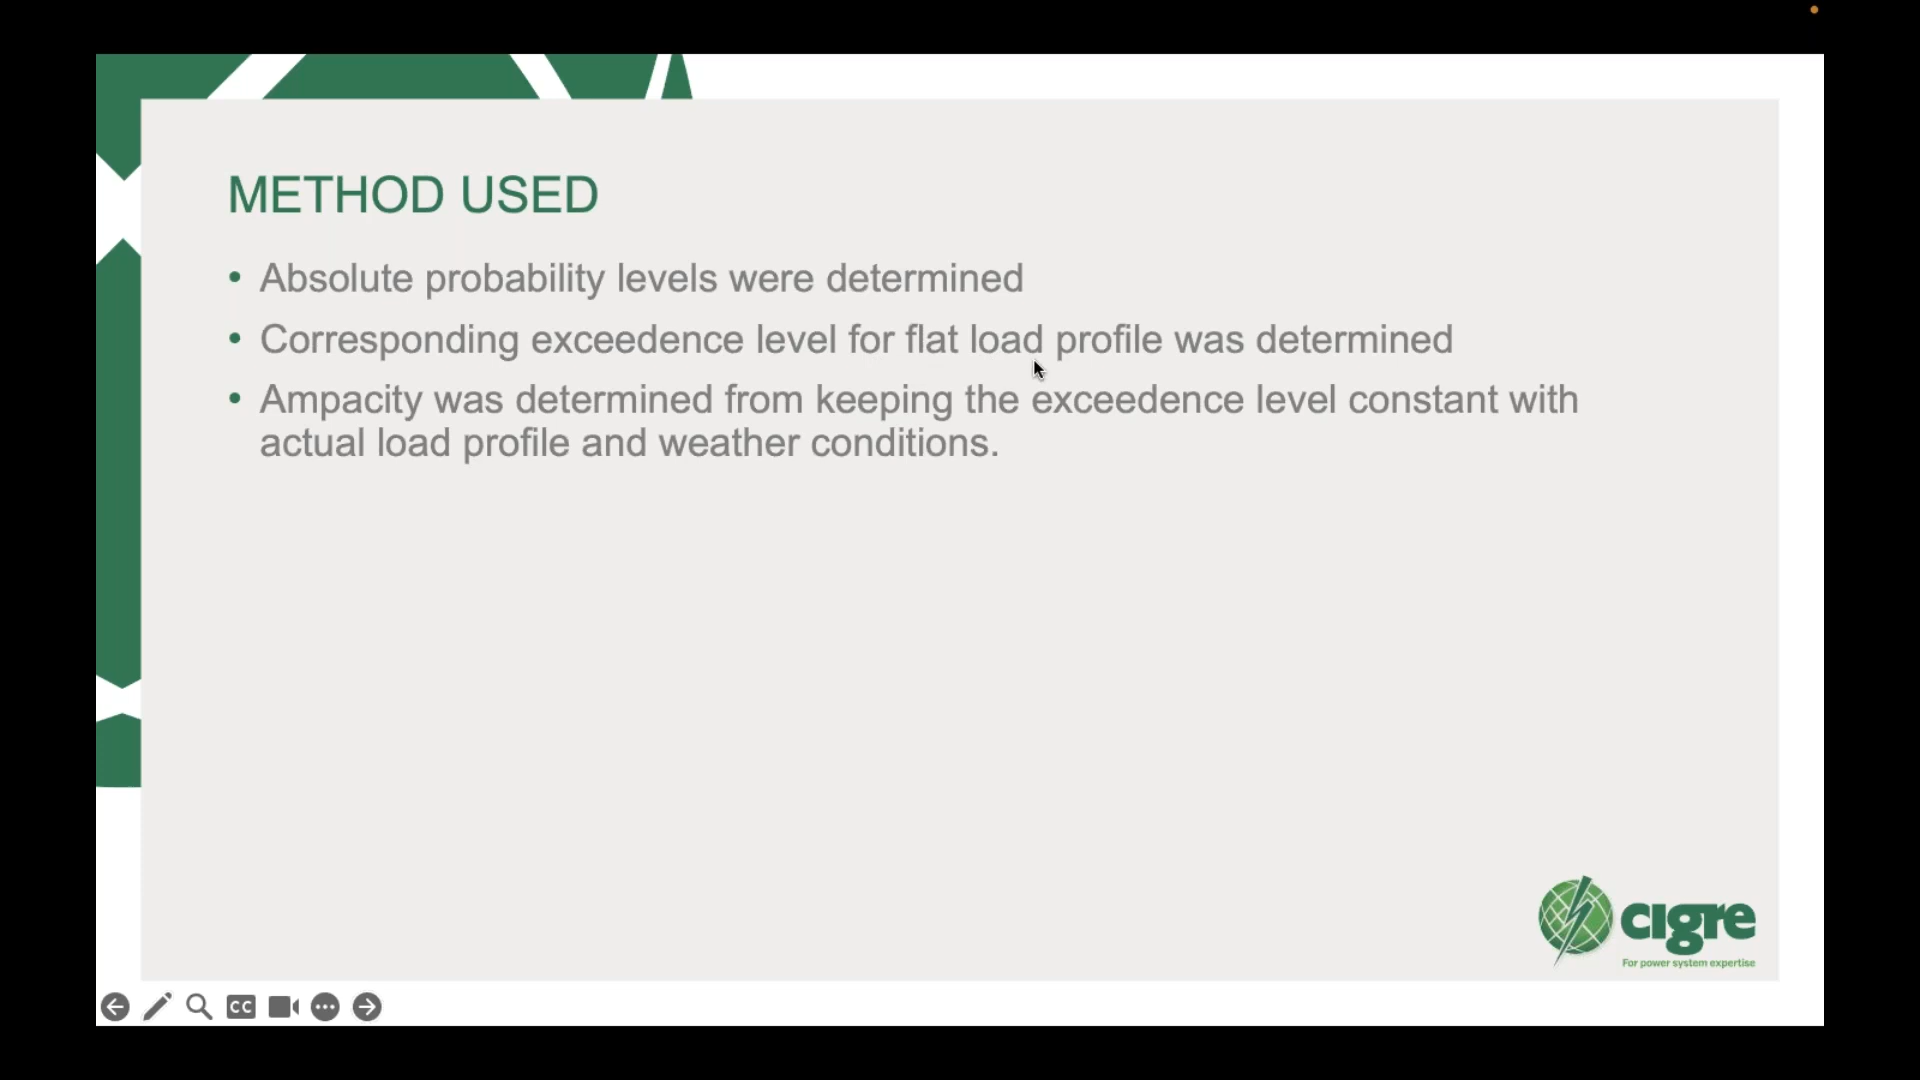 METHOD USED
• Absolute probability levels were determined
• Corresponding exceedence level for flat load profile was determined
• Ampacity was determined from keeping the exceedence level constant with
actual load profile and weather conditions.
cigre
For power system expertise
CC